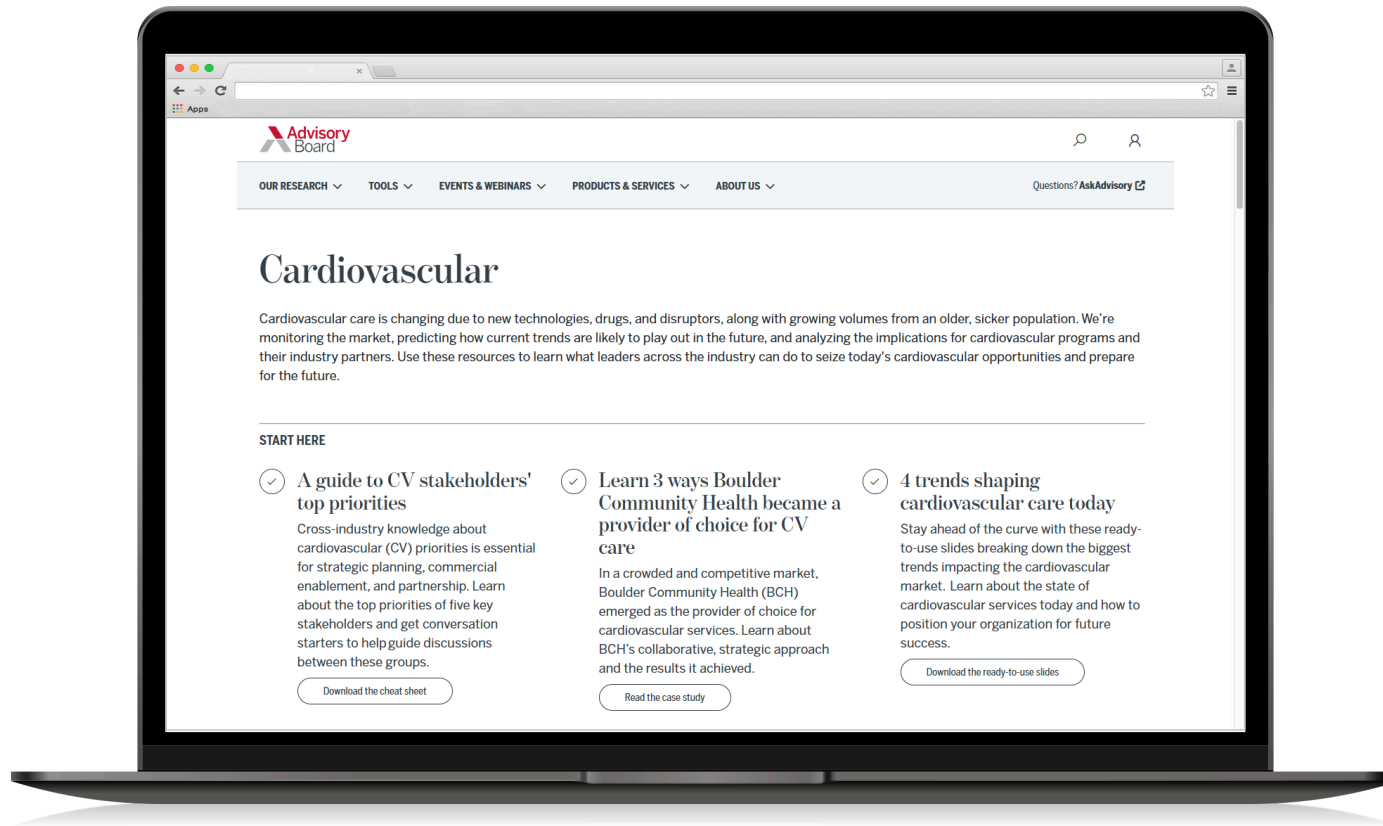 Apps
Advisory
Board
OUR RESEARCH TOOLS EVENTS & WEBINARS PRODUCTS & SERVICES ABOUT US Questions? AskAdvisory
Cardiovascular
Cardiovascular care is changing due to new technologies, drugs, and disruptors, along with growing volumes from an older, sicker population. We're
monitoring the market, predicting how current trends are likely to play out in the future, and analyzing the implications for cardiovascular programs and
their industry partners. Use these resources to learn what leaders across the industry can do to seize today's cardiovascular opportunities and prepare
for the future.
START HERE
A guide to CV stakeholders'
top priorities
Cross-industry knowledge about
cardiovascular (CV) priorities is essential
for strategic planning, commercial
enablement, and partnership. Learn
about the top priorities of five key
stakeholders and get conversation
starters to help guide discussions
between these groups.
Download the cheat sheet
Learn 3 ways Boulder
Community Health became a
provider of choice for CV
care
In a crowded and competitive market,
Boulder Community Health (BCH)
emerged as the provider of choice for
cardiovascular services. Learn about
BCH's collaborative, strategic approach
and the results it achieved.
Read the case study
4 trends shaping
cardiovascular care today
Stay ahead of the curve with these ready-
to-use slides breaking down the biggest
trends impacting the cardiovascular
market. Learn about the state of
cardiovascular services today and how to
position your organization for future
success.
Download the ready-to-use slides